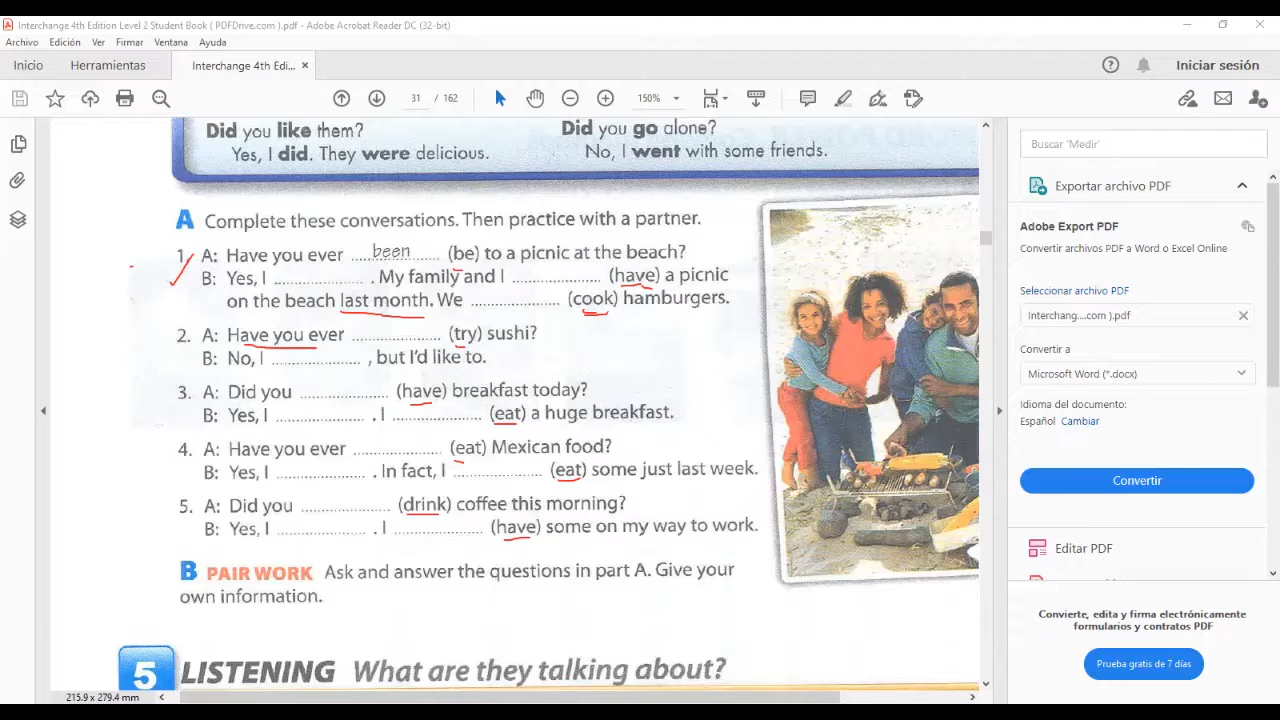 Interchange 4th Edition Level 2 Student Book ( PDFDrive.com ).pdf - Adobe Acrobat Reader DC (32-bit)
Archivo Edición Ver Firmar Ventana Ayuda
Inicio Herramientas Interchange 4th Edi... × Iniciar sesión
31 / 162 150%
Did you like them? Did you go alone?
Yes, I did. They were delicious. No, I went with some friends.
A Complete these conversations. Then practice with a partner.
1. A: Have you ever ....been.... (be) to a picnic at the beach?
B: Yes, I ........................ . My family and I ........................ (have) a picnic
on the beach last month. We ........................ (cook) hamburgers.
2. A: Have you ever ........................ (try) sushi?
B: No, I ........................ , but I'd like to.
3. A: Did you ........................ (have) breakfast today?
B: Yes, I ........................ . I ........................ (eat) a huge breakfast.
4. A: Have you ever ........................ (eat) Mexican food?
B: Yes, I ........................ . In fact, I ........................ (eat) some just last week.
5. A: Did you ........................ (drink) coffee this morning?
B: Yes, I ........................ . I ........................ (have) some on my way to work.
B PAIR WORK Ask and answer the questions in part A. Give your
own information.
5 LISTENING What are they talking about?
215.9 x 279.4 mm
Buscar 'Medir'
Exportar archivo PDF
Adobe Export PDF
Convertir archivos PDF a Word o Excel Online
Seleccionar archivo PDF
Interchang....com ).pdf
Convertir a
Microsoft Word (*.docx)
Idioma del documento:
Español Cambiar
Convertir
Editar PDF
Convierte, edita y firma electrónicamente
formularios y contratos PDF
Prueba gratis de 7 días